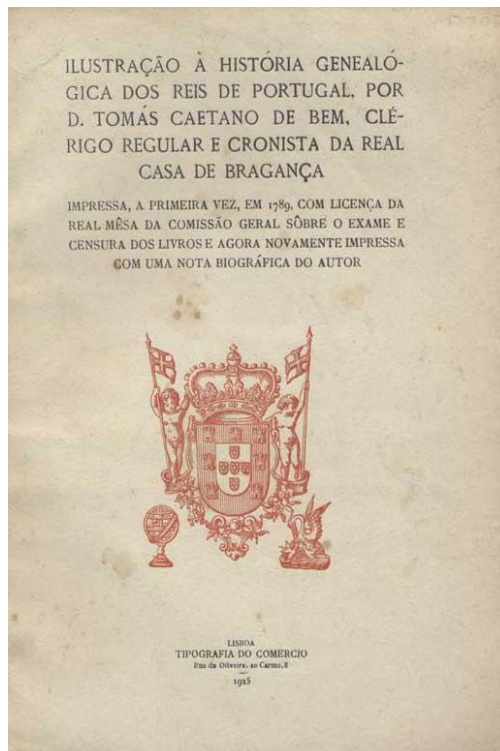 ILUSTRAÇÃO À HISTÓRIA GENEALÓ-
GICA DOS REIS DE PORTUGAL, POR
D. TOMÁS CAETANO DE BEM, CLÉ-
RIGO REGULAR E CRONISTA DA REAL
CASA DE BRAGANÇA
IMPRESSA, A PRIMEIRA VEZ, EM 1789, COM LICENÇA DA
REAL MÊSA DA COMISSÃO GERAL SÔBRE O EXAME E
CENSURA DOS LIVROS E AGORA NOVAMENTE IMPRESSA
COM UMA NOTA BIOGRÁFICA DO AUTOR
LISBOA
TIPOGRAFIA DO COMERCIO
Rua da Oliveira, ao Carmo, 8
1925